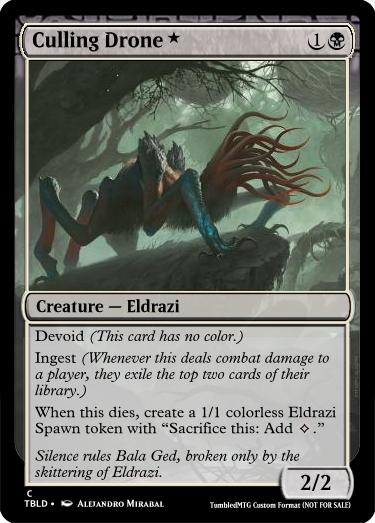 Culling Drone ★ 1
Creature — Eldrazi
Devoid (This card has no color.)
Ingest (Whenever this deals combat damage to
a player, they exile the top two cards of their
library.)
When this dies, create a 1/1 colorless Eldrazi
Spawn token with “Sacrifice this: Add ◇.”
Silence rules Bala Ged, broken only by the
skittering of Eldrazi.
2/2
C
TBLD • Alejandro Mirabal
TumbledMTG Custom Format (NOT FOR SALE)